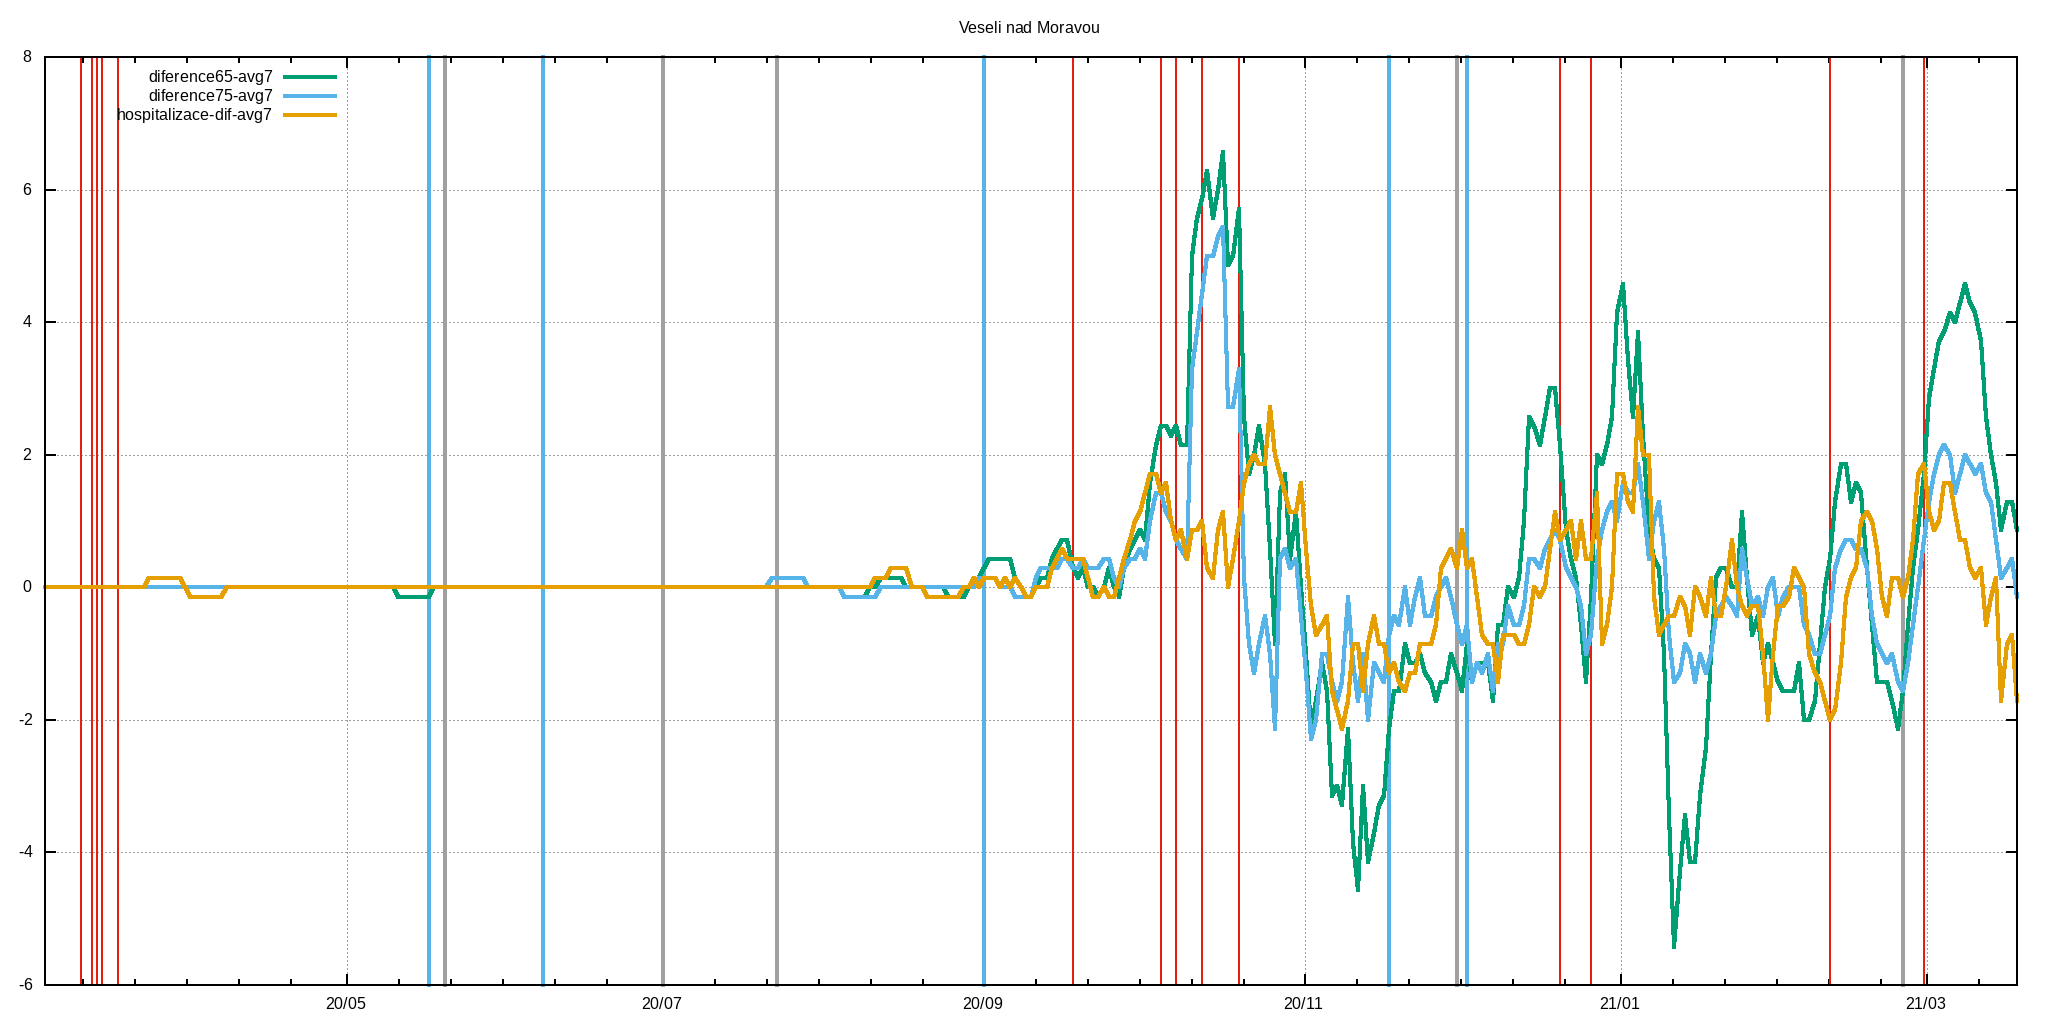 Veseli nad Moravou
8
diference65-avg7
diference75-avg7
hospitalizace-dif-avg7
6
4
2
0
-2
-4
-6
20/05 20/07 20/09 20/11 21/01 21/03